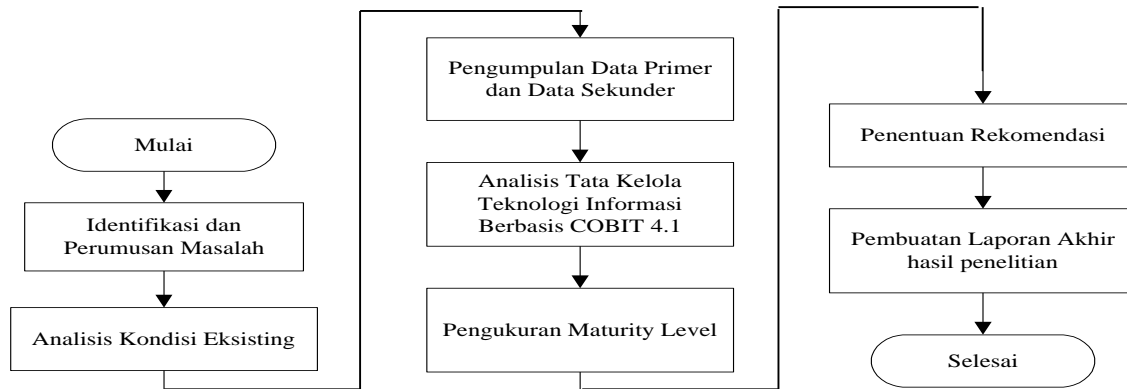 Mulai
Identifikasi dan
Perumusan Masalah
Analisis Kondisi Eksisting
Pengumpulan Data Primer
dan Data Sekunder
Analisis Tata Kelola
Teknologi Informasi
Berbasis COBIT 4.1
Pengukuran Maturity Level
Penentuan Rekomendasi
Pembuatan Laporan Akhir
hasil penelitian
Selesai